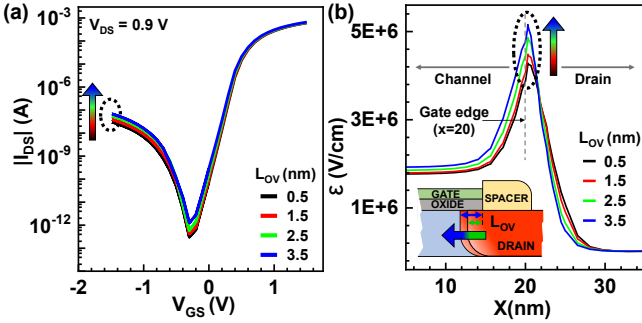 (a)
V_DS = 0.9 V
|I_DS| (A)
10^-3
10^-6
10^-9
10^-12
L_OV (nm)
0.5
1.5
2.5
3.5
-2
-1
0
1
2
V_GS (V)
(b)
ε (V/cm)
5E+6
4E+6
3E+6
1E+6
Channel
Drain
Gate edge
(x=20)
L_OV (nm)
0.5
1.5
2.5
3.5
GATE
OXIDE
SPACER
L_OV
DRAIN
10
20
30
X(nm)